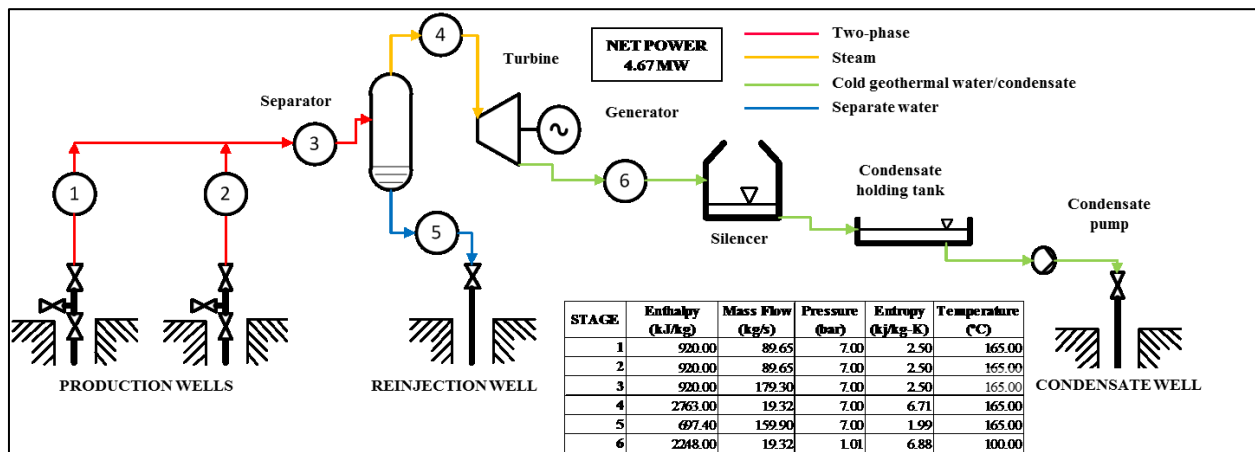 4
NET POWER
4.67 MW
Two-phase
Steam
Cold geothermal water/condensate
Separate water
Turbine
Separator
Generator
3
1
2
6
5
Condensate
holding tank
Condensate
pump
Silencer
PRODUCTION WELLS
REINJECTION WELL
CONDENSATE WELL
STAGE Enthalpy (kJ/kg) Mass Flow (kg/s) Pressure (bar) Entropy (kj/kg-K) Temperature (ºC)
1 920.00 89.65 7.00 2.50 165.00
2 920.00 89.65 7.00 2.50 165.00
3 920.00 179.30 7.00 2.50 165.00
4 2763.00 19.32 7.00 6.71 165.00
5 697.40 159.90 7.00 1.99 165.00
6 2248.00 19.32 1.01 6.88 100.00